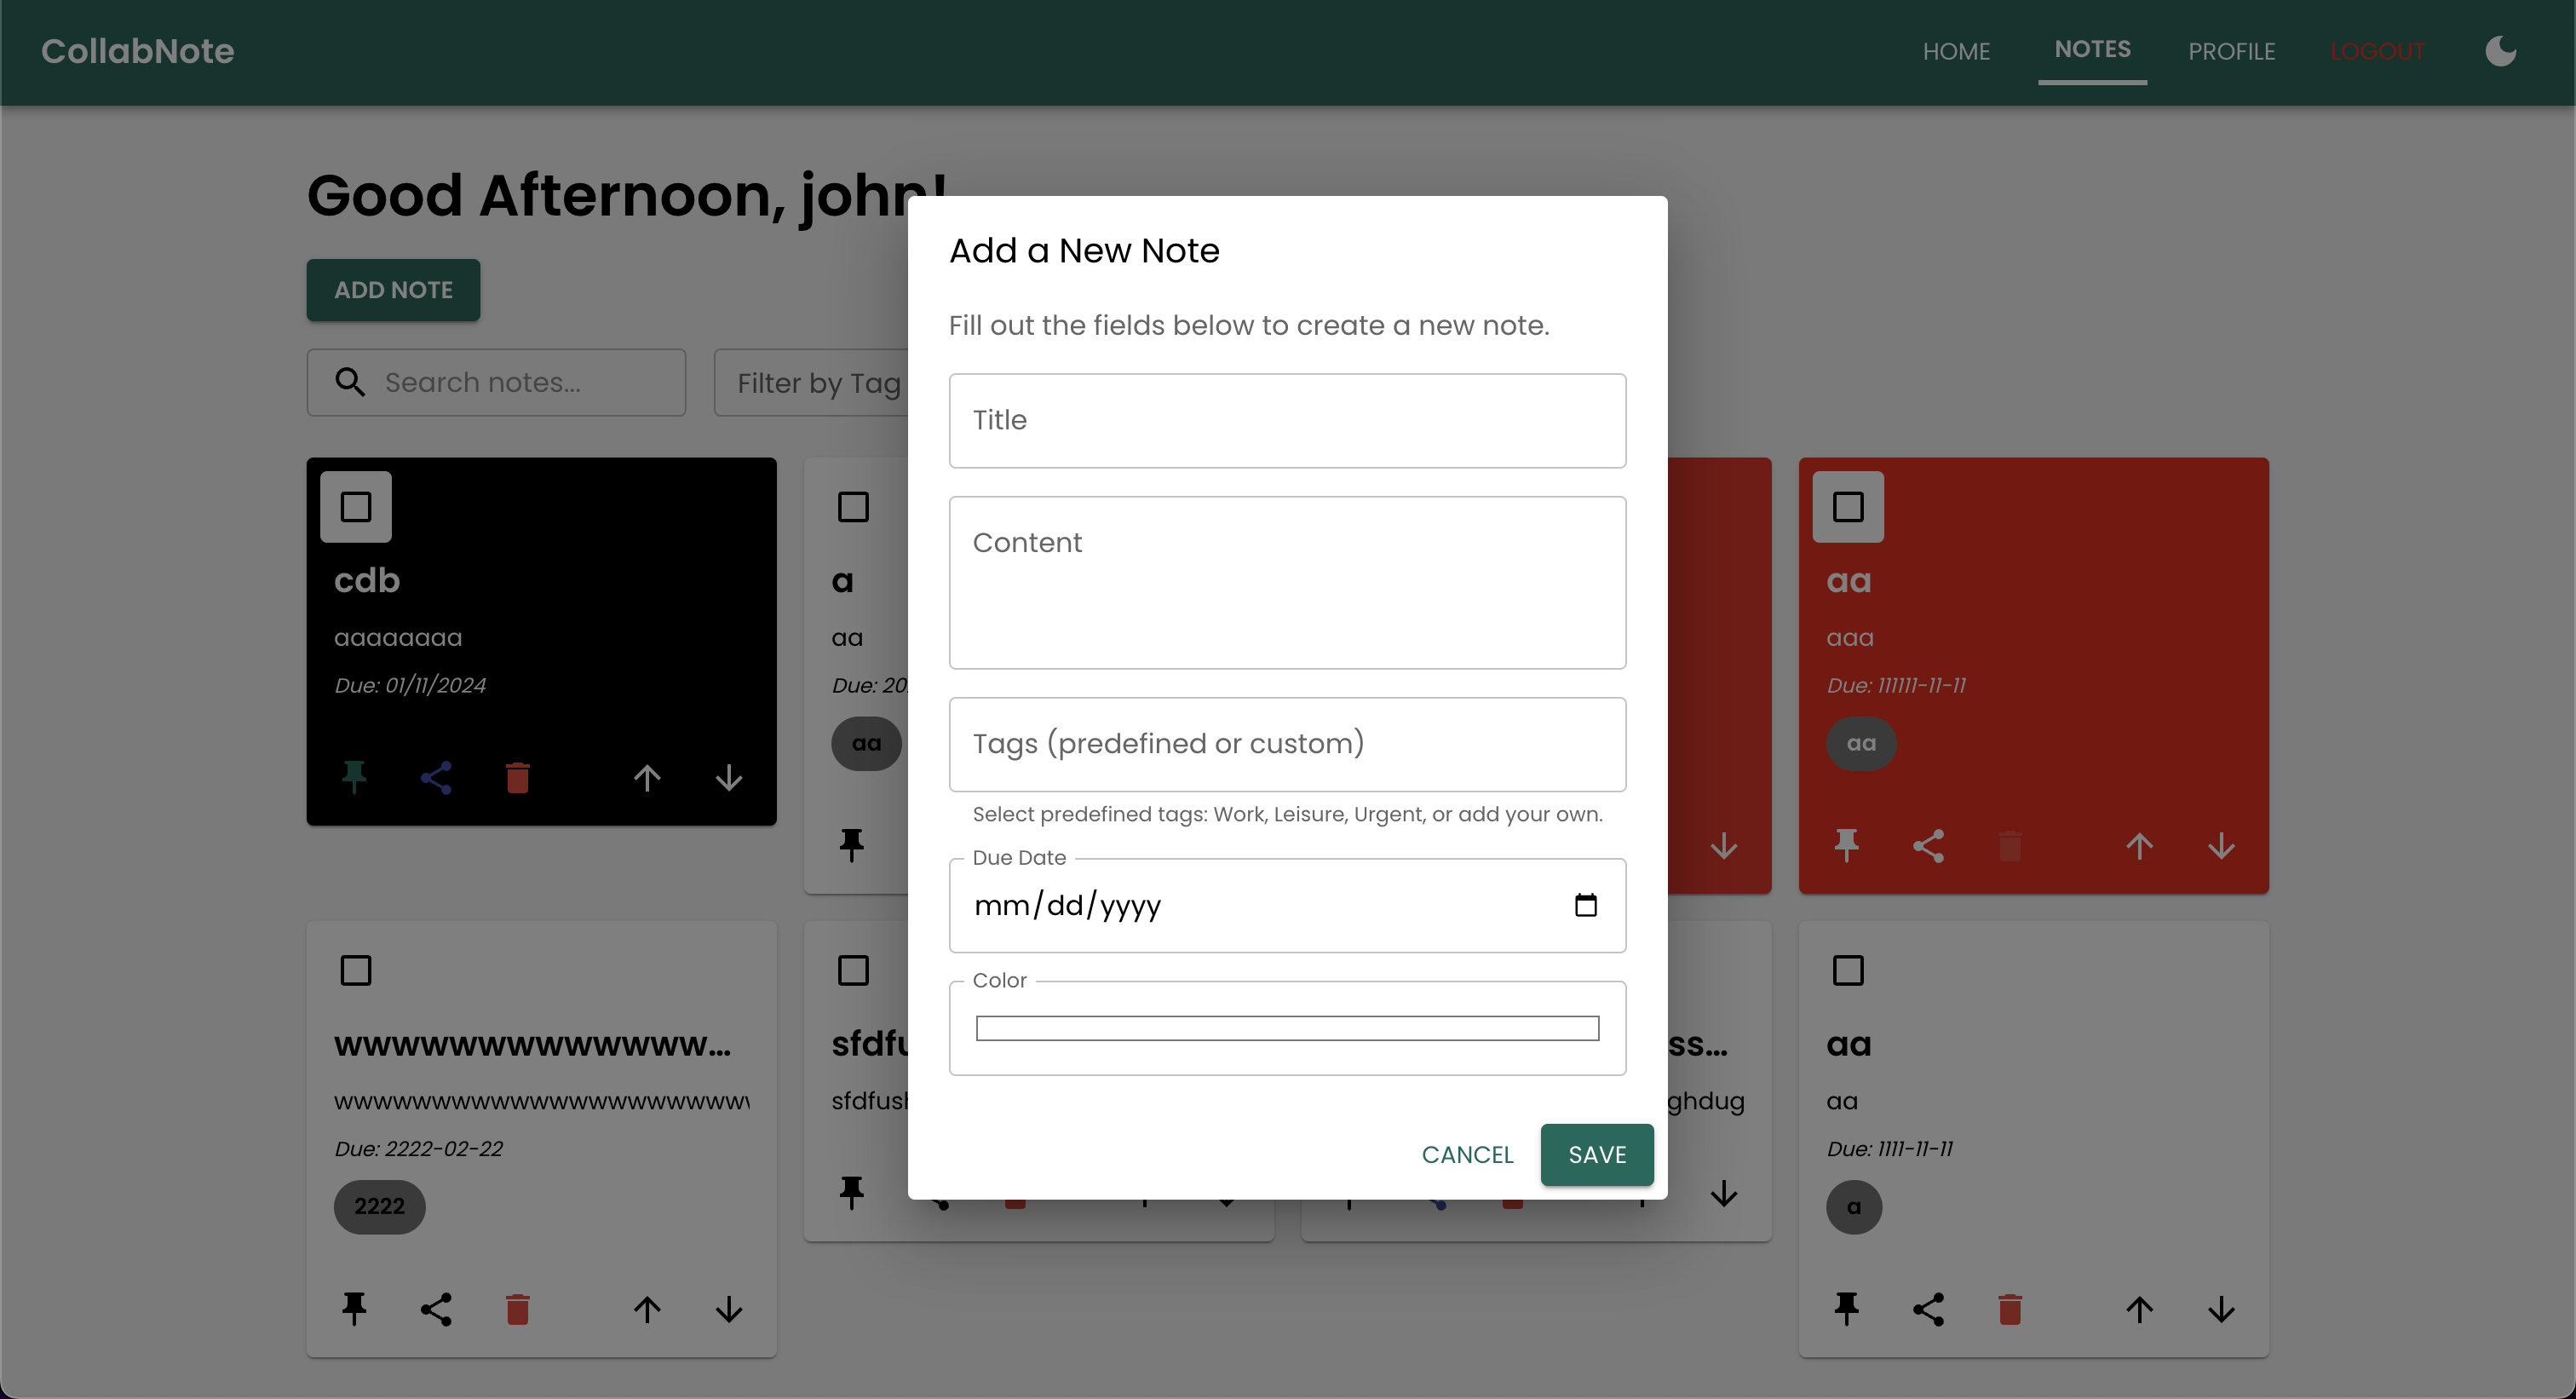 CollabNote
HOME
NOTES
PROFILE
LOGOUT
Good Afternoon, john!
ADD NOTE
Search notes...
Filter by Tag
Add a New Note
Fill out the fields below to create a new note.
Title
Content
Tags (predefined or custom)
Select predefined tags: Work, Leisure, Urgent, or add your own.
Due Date
mm/dd/yyyy
Color
CANCEL
SAVE
cdb
aaaaaaaa
Due: 01/11/2024
a
aa
Due: 20
aa
aa
aaa
Due: 111111-11-11
aa
wwwwwwwwwwwww...
Due: 2222-02-22
2222
ss...
ghdug
aa
aa
Due: 1111-11-11
a